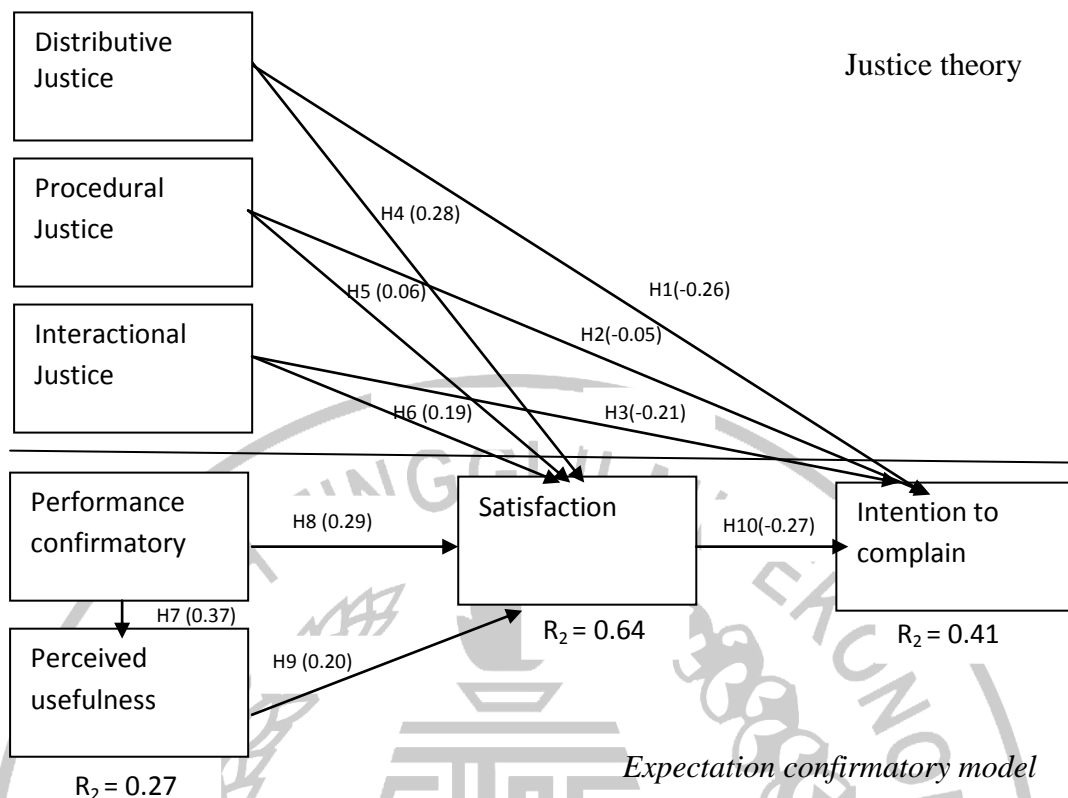 Distributive
Justice
Justice theory
Procedural
Justice
H4 (0.28)
H5 (0.06)
H1(-0.26)
H2(-0.05)
Interactional
Justice
H6 (0.19)
H3(-0.21)
Performance
confirmatory
H8 (0.29)
Satisfaction
H10(-0.27)
Intention to
complain
H7 (0.37)
R2 = 0.64
R2 = 0.41
Perceived
usefulness
H9 (0.20)
Expectation confirmatory model
R2 = 0.27